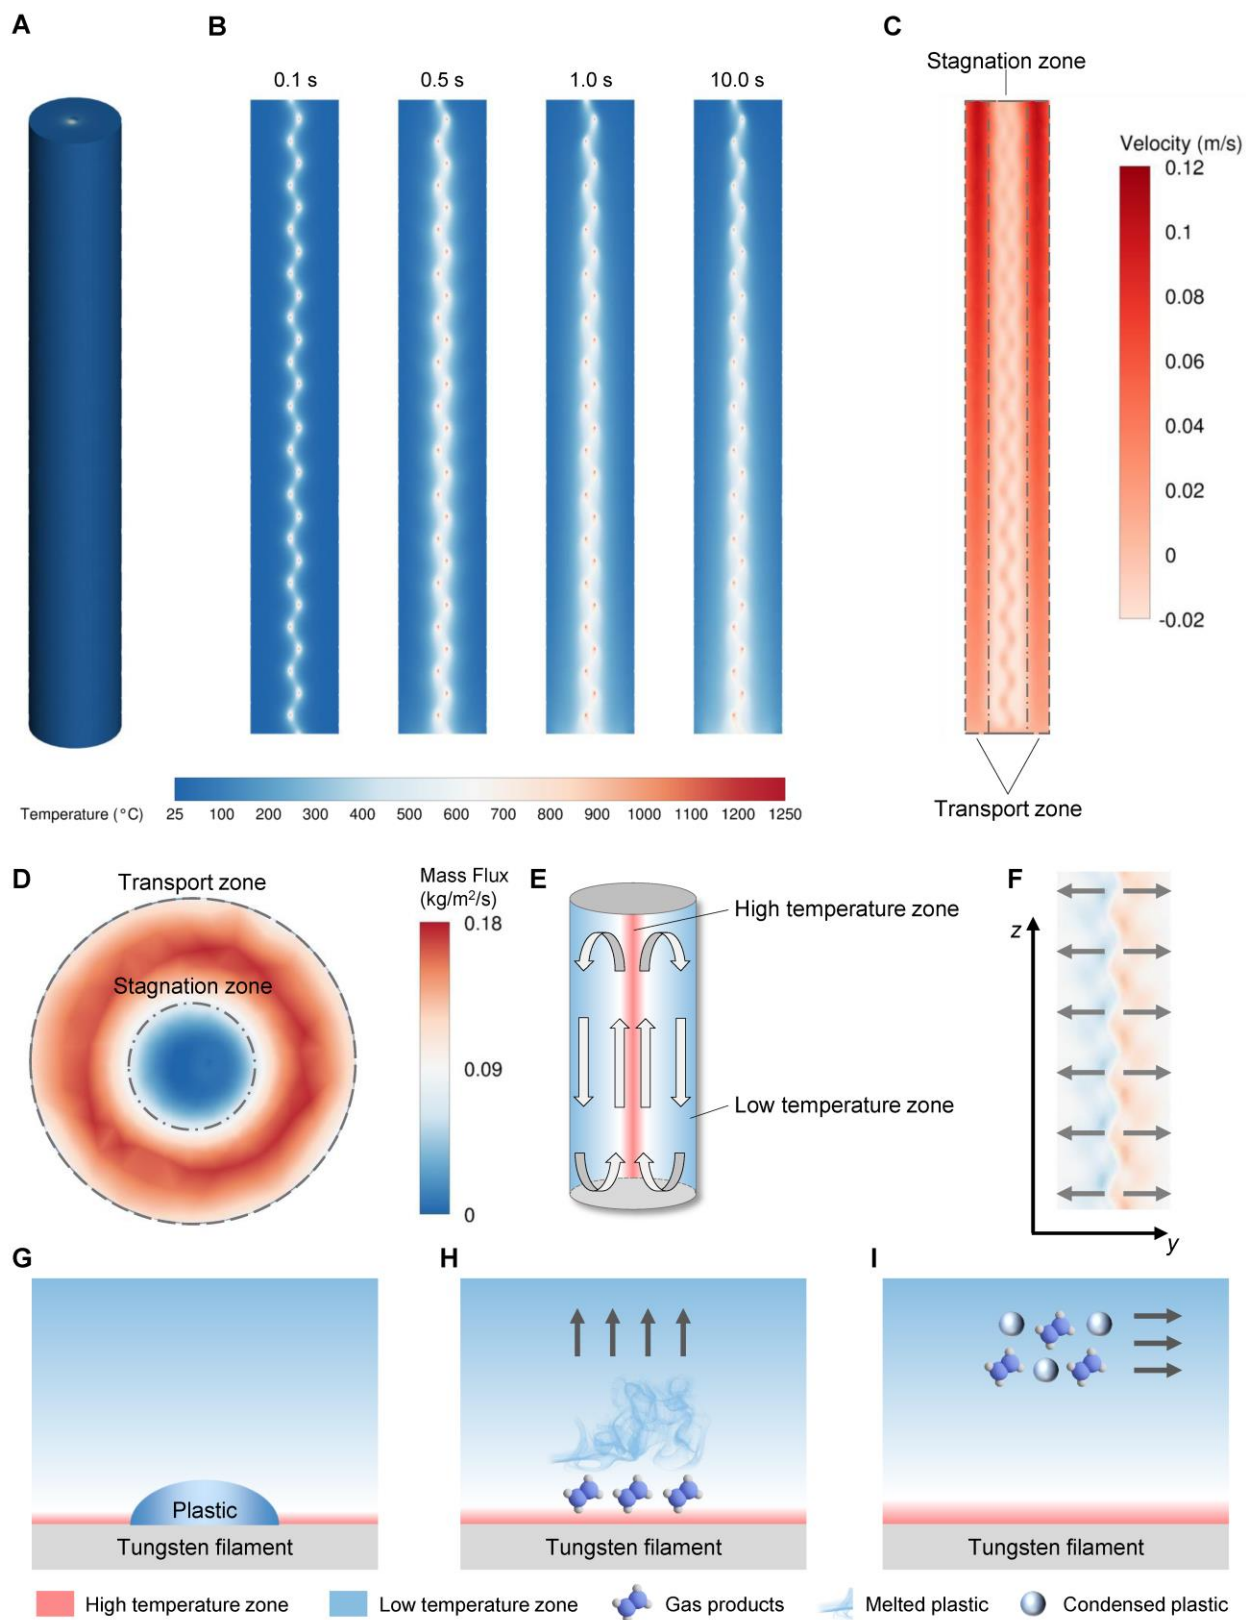 A
B
C
0.1 s
0.5 s
1.0 s
10.0 s
Stagnation zone
Velocity (m/s)
0.12
0.1
0.08
0.06
0.04
0.02
0
-0.02
Transport zone
Temperature (°C)
25 100 200 300 400 500 600 700 800 900 1000 1100 1200 1250
D
Transport zone
Stagnation zone
Mass Flux
(kg/m²/s)
0.18
0.09
0
E
High temperature zone
Low temperature zone
F
z
y
G
Plastic
Tungsten filament
H
Tungsten filament
I
Tungsten filament
High temperature zone
Low temperature zone
Gas products
Melted plastic
Condensed plastic